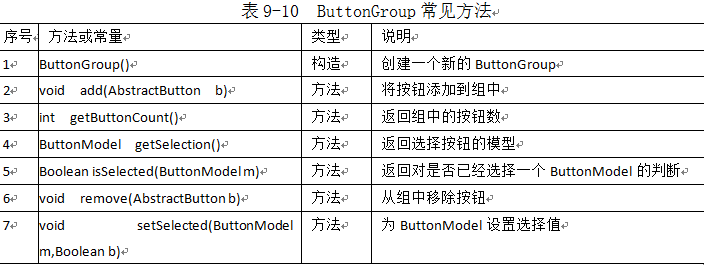 表 9-10 ButtonGroup 常见方法
序号 方法或常量 类型 说明
1 ButtonGroup() 构造 创建一个新的 ButtonGroup
2 void add(AbstractButton b) 方法 将按钮添加到组中
3 int getButtonCount() 方法 返回组中的按钮数
4 ButtonModel getSelection() 方法 返回选择按钮的模型
5 Boolean isSelected(ButtonModel m) 方法 返回对是否已经选择一个 ButtonModel 的判断
6 void remove(AbstractButton b) 方法 从组中移除按钮
7 void setSelected(ButtonModel 方法 为 ButtonModel 设置选择值
m,Boolean b)